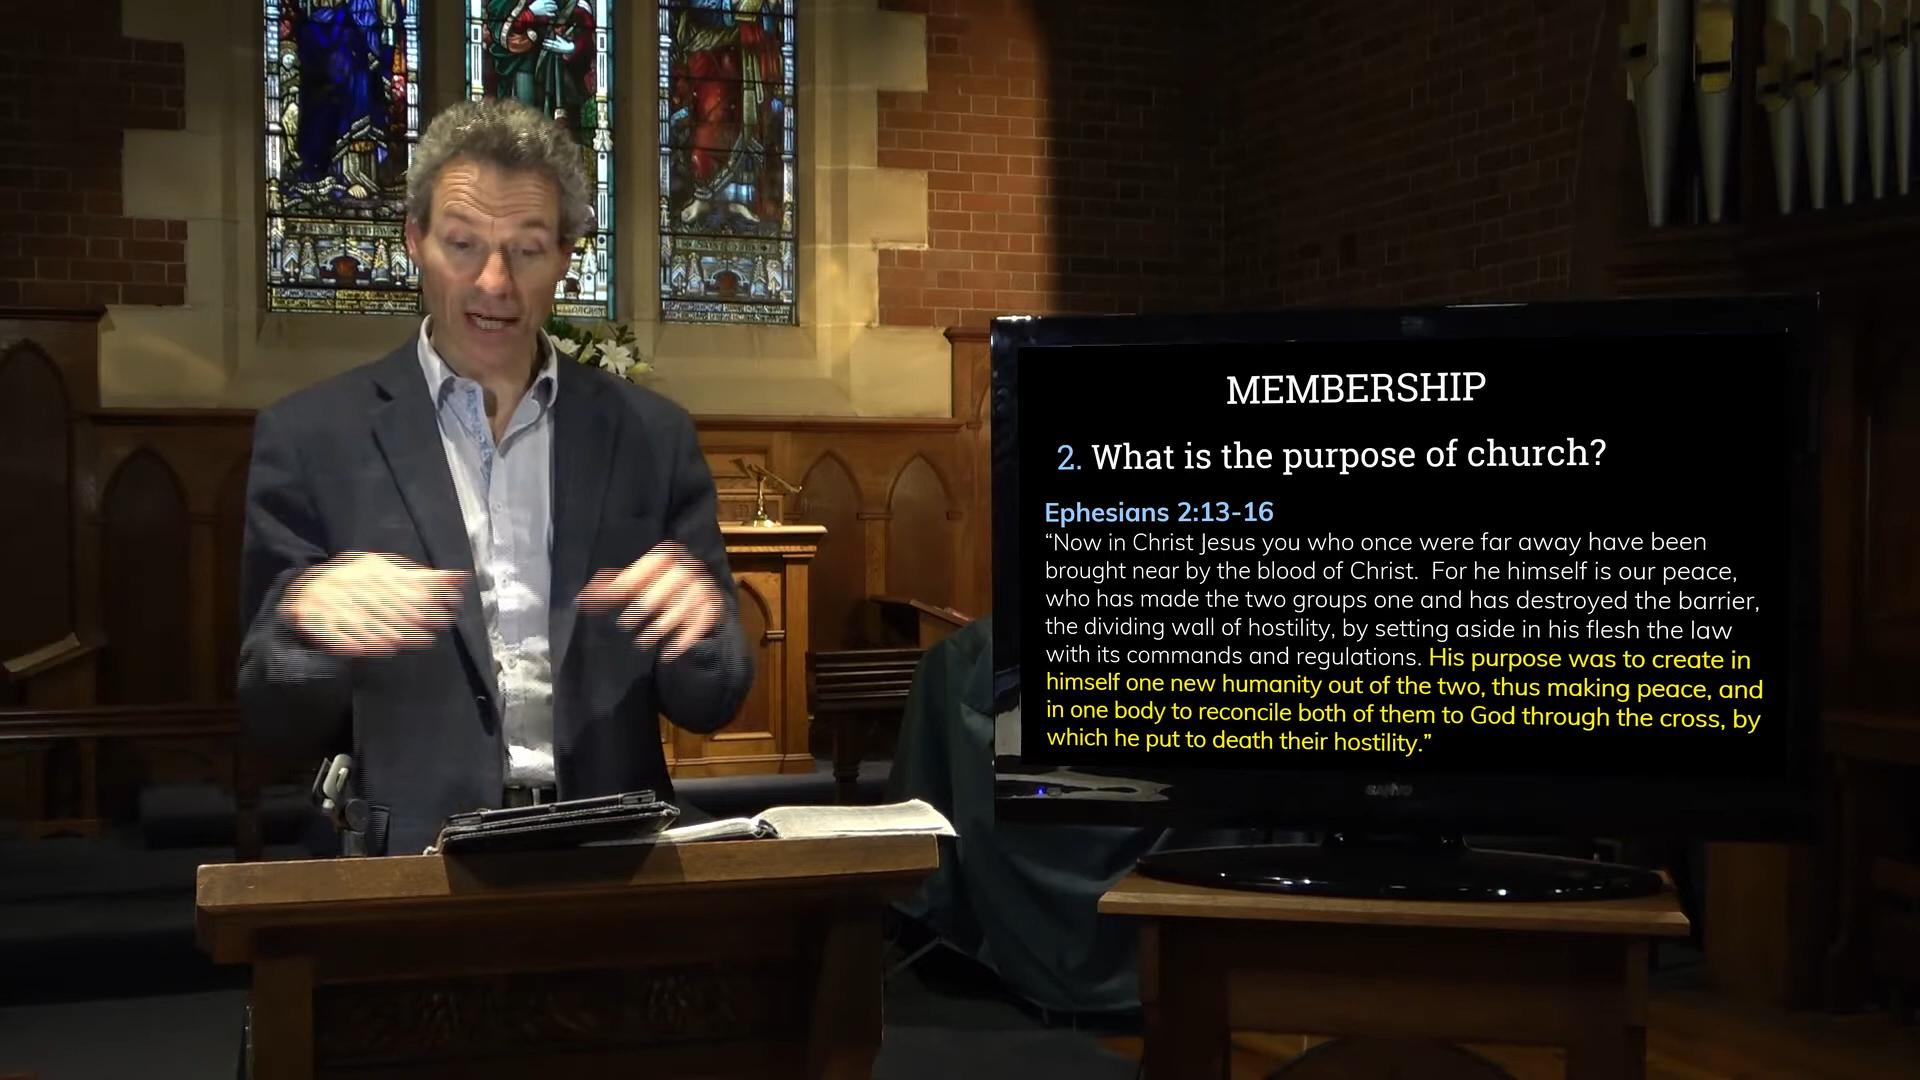 MEMBERSHIP
2. What is the purpose of church?
Ephesians 2:13-16
“Now in Christ Jesus you who once were far away have been
brought near by the blood of Christ.  For he himself is our peace,
who has made the two groups one and has destroyed the barrier,
the dividing wall of hostility, by setting aside in his flesh the law
with its commands and regulations. His purpose was to create in
himself one new humanity out of the two, thus making peace, and
in one body to reconcile both of them to God through the cross, by
which he put to death their hostility.”
SANYO